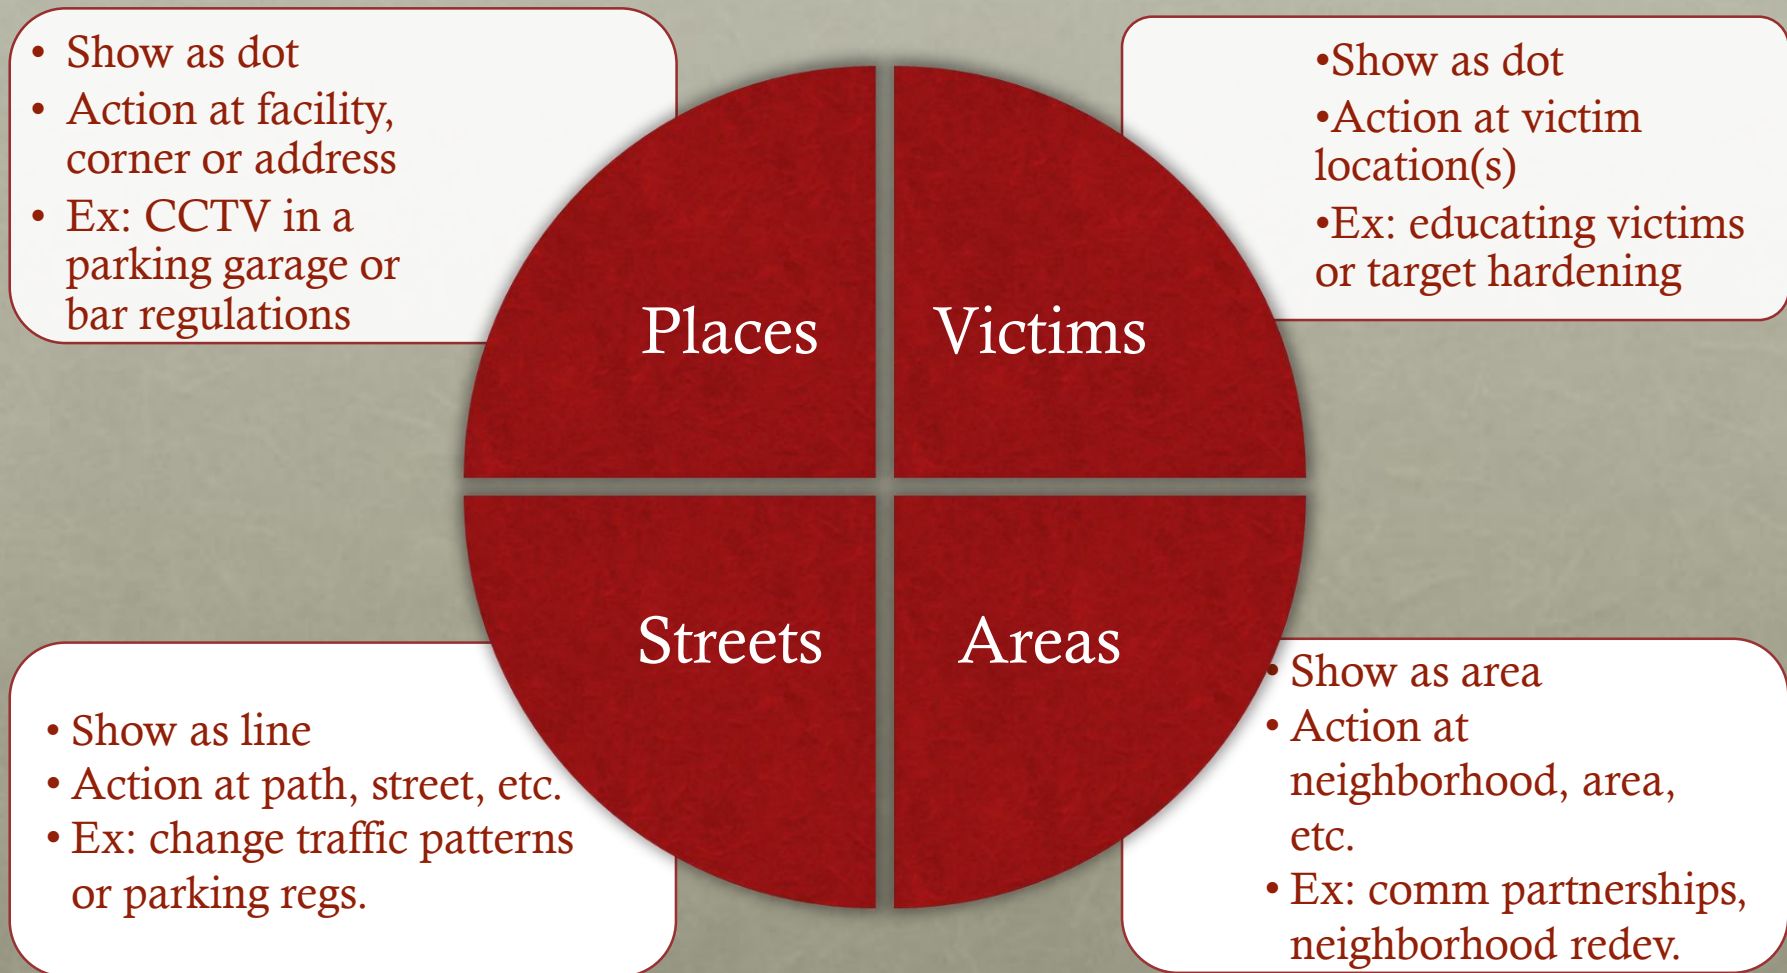 • Show as dot
• Action at facility,
corner or address
• Ex: CCTV in a
parking garage or
bar regulations
•Show as dot
•Action at victim
location(s)
•Ex: educating victims
or target hardening
Places
Victims
Streets
Areas
• Show as line
• Action at path, street, etc.
• Ex: change traffic patterns
or parking regs.
• Show as area
• Action at
neighborhood, area,
etc.
• Ex: comm partnerships,
neighborhood redev.